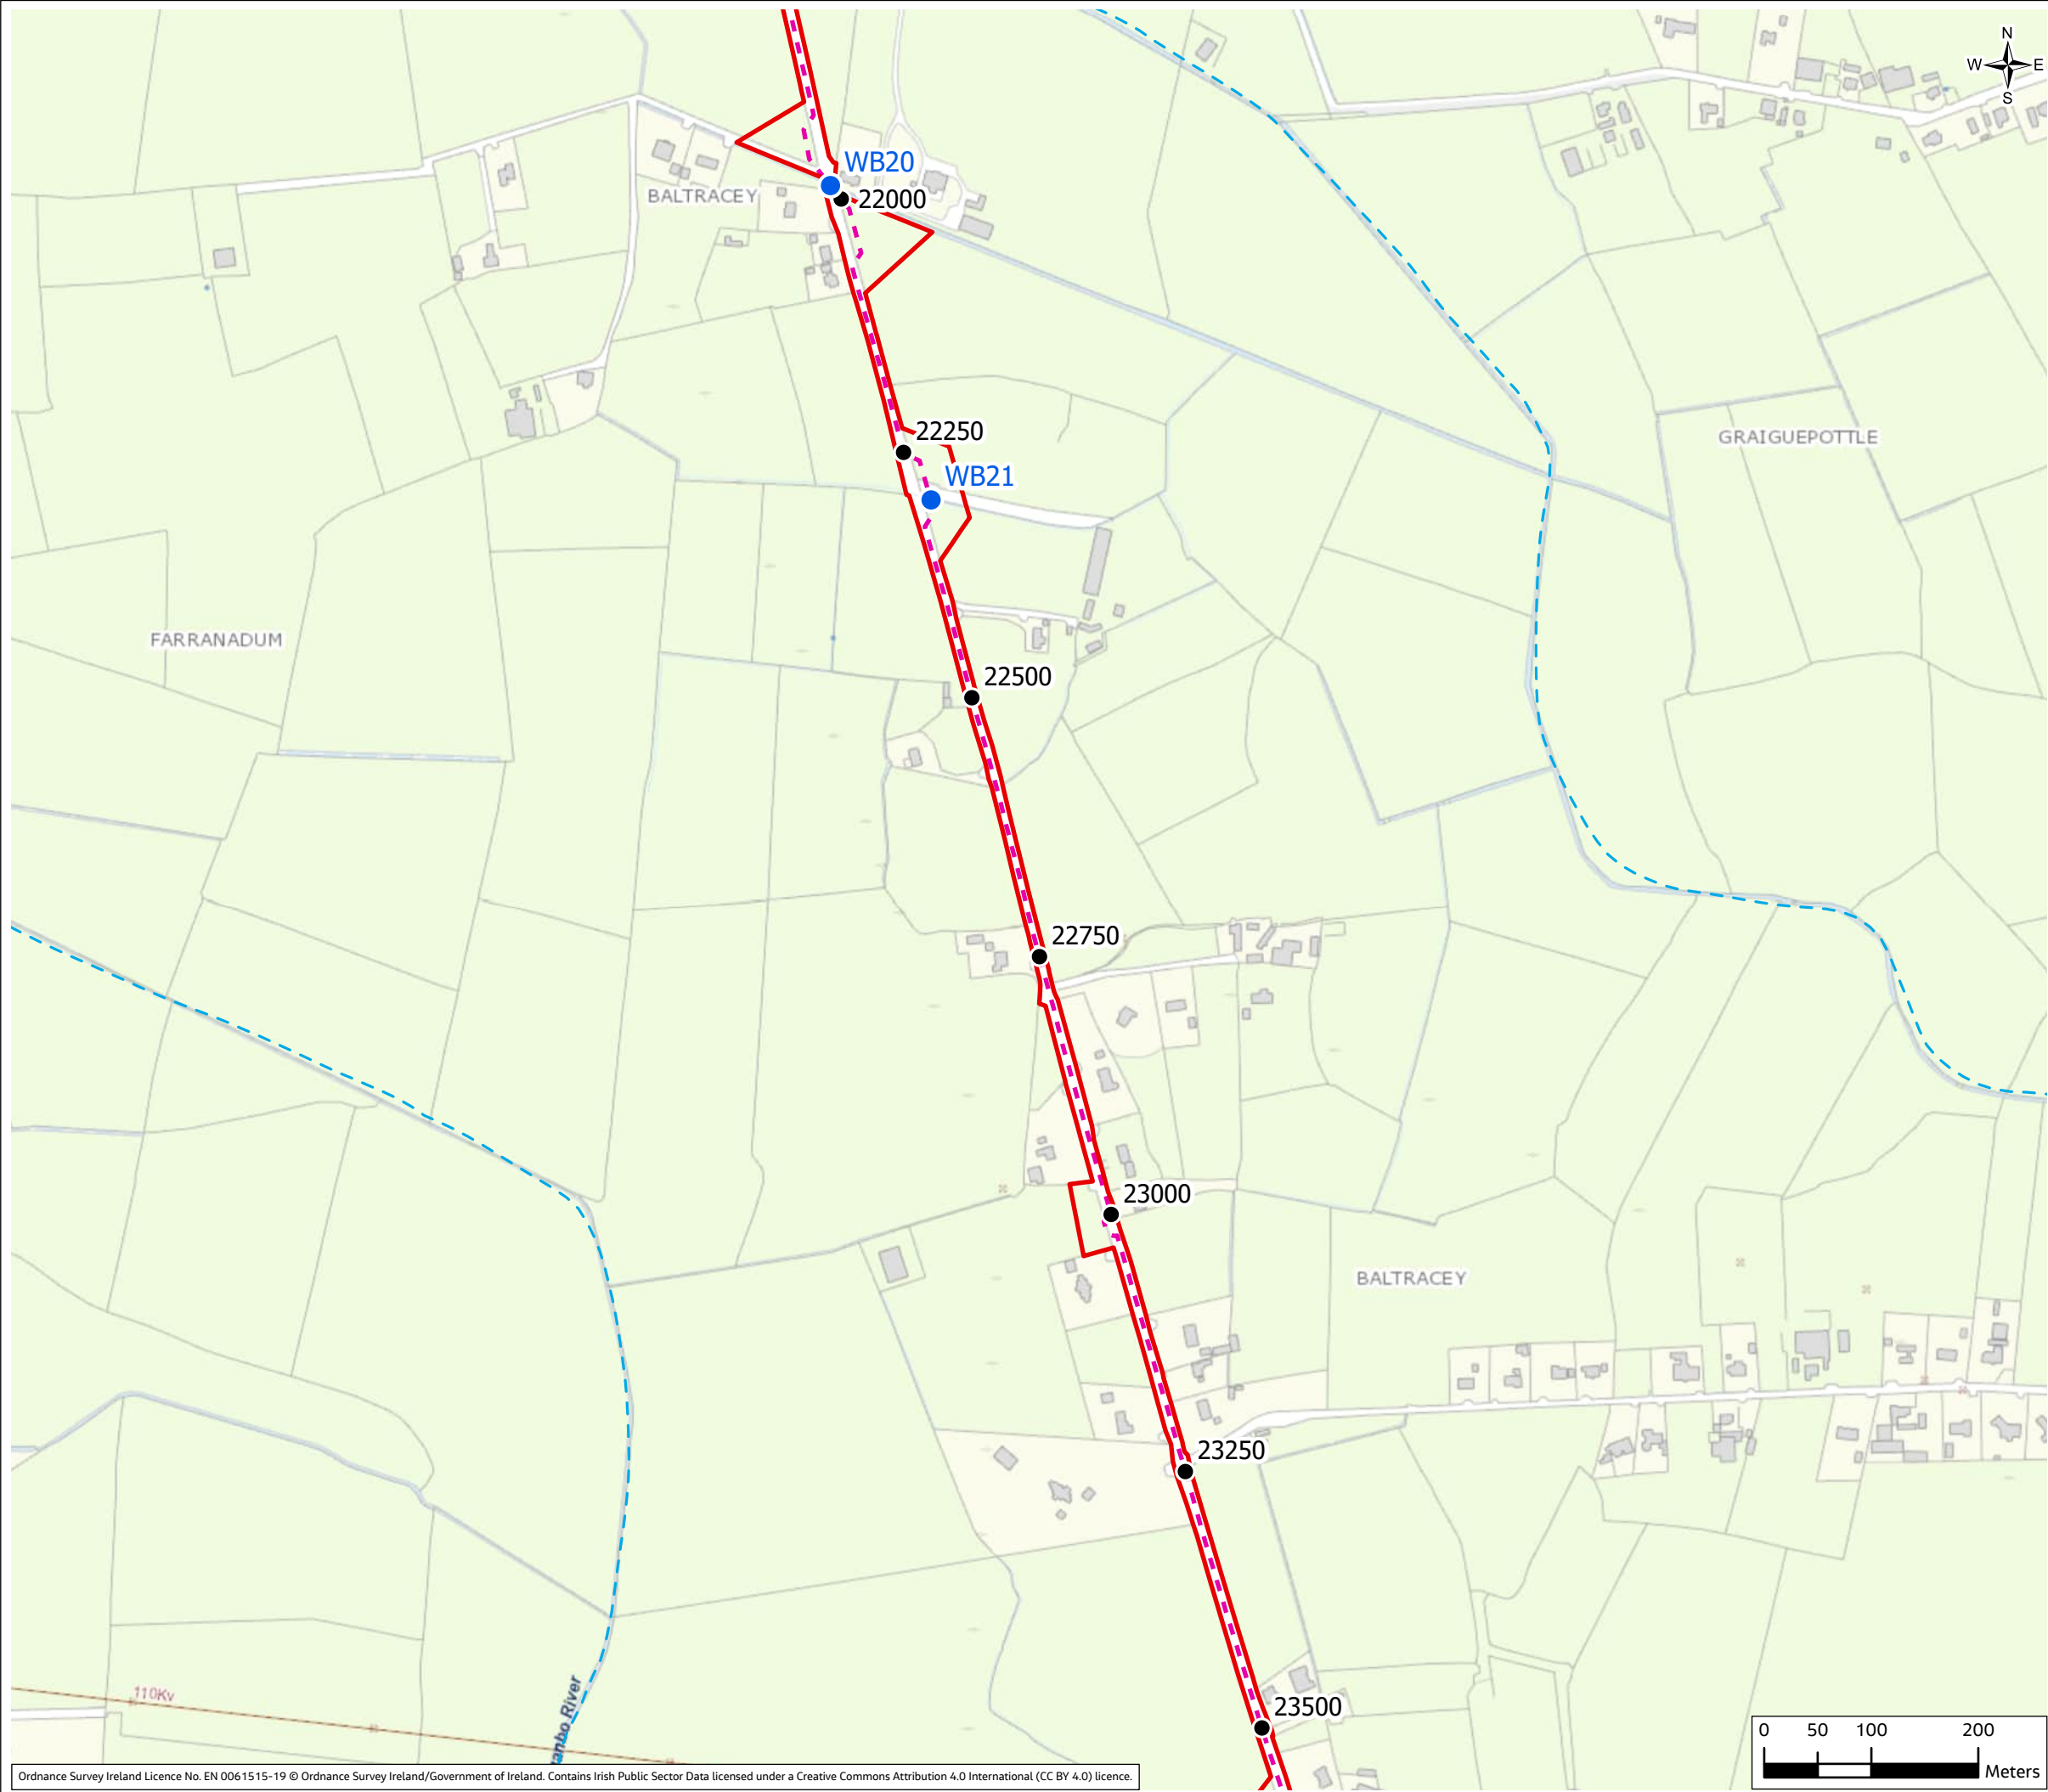 N
W E
S
WB20
BALTRACEY
22000
22250
GRAIGUEPOTTLE
WB21
FARRANADUM
22500
22750
23000
BALTRACEY
23250
110Kv
River
23500
0 50 100 200
Meters
Ordnance Survey Ireland Licence No. EN 0061515-19 © Ordnance Survey Ireland/Government of Ireland. Contains Irish Public Sector Data licensed under a Creative Commons Attribution 4.0 International (CC BY 4.0) licence.